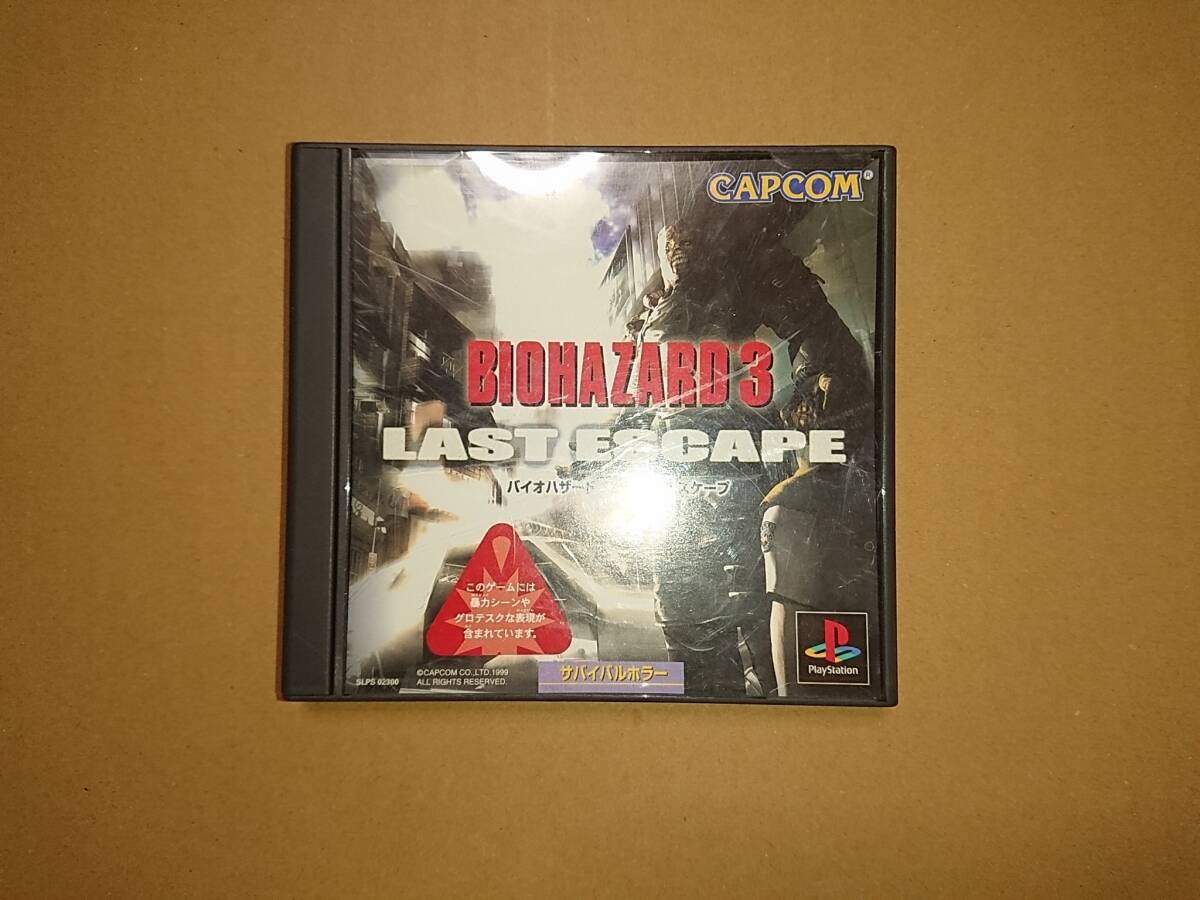 CAPCOM®
BIOHAZARD™3
LAST ESCAPE
バイオハザード スケープ
このゲームには
暴力シーンや
グロテスクな表現が
含まれています。
©CAPCOM CO.,LTD.1999
SLPS 02300
ALL RIGHTS RESERVED.
サバイバルホラー
PlayStation